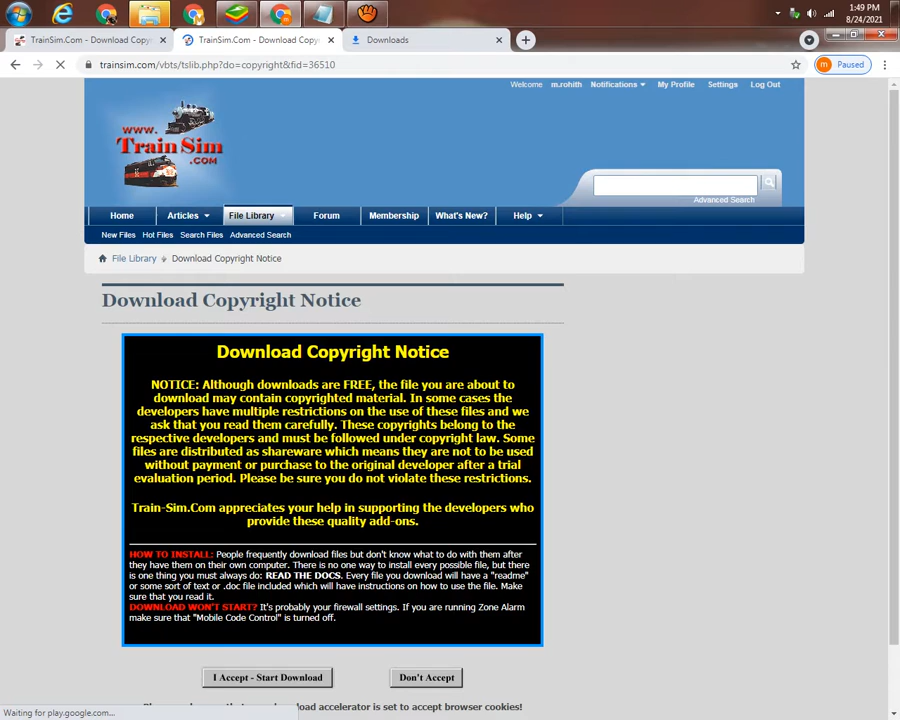 1:49 PM
8/24/2021
TrainSim.Com - Download Copyr
TrainSim.Com - Download Copyr
Downloads
trainsim.com/vbts/tslib.php?do=copyright&fid=36510
m Paused
Welcome m.rohith Notifications My Profile Settings Log Out
www.
Train Sim
.COM
Advanced Search
Home Articles File Library Forum Membership What's New? Help
New Files Hot Files Search Files Advanced Search
File Library Download Copyright Notice
Download Copyright Notice
Download Copyright Notice
NOTICE: Although downloads are FREE, the file you are about to
download may contain copyrighted material. In some cases the
developers have multiple restrictions on the use of these files and we
ask that you read them carefully. These copyrights belong to the
respective developers and must be followed under copyright law. Some
files are distributed as shareware which means they are not to be used
without payment or purchase to the original developer after a trial
evaluation period. Please be sure you do not violate these restrictions.
Train-Sim.Com appreciates your help in supporting the developers who
provide these quality add-ons.
HOW TO INSTALL: People frequently download files but don't know what to do with them after
they have them on their own computer. There is no one way to install every possible file, but there
is one thing you must always do: READ THE DOCS. Every file you download will have a "readme"
or some sort of text or .doc file included which will have instructions on how to use the file. Make
sure that you read it.
DOWNLOAD WON'T START? It's probably your firewall settings. If you are running Zone Alarm
make sure that "Mobile Code Control" is turned off.
I Accept - Start Download Don't Accept
load accelerator is set to accept browser cookies!
Waiting for play.google.com...